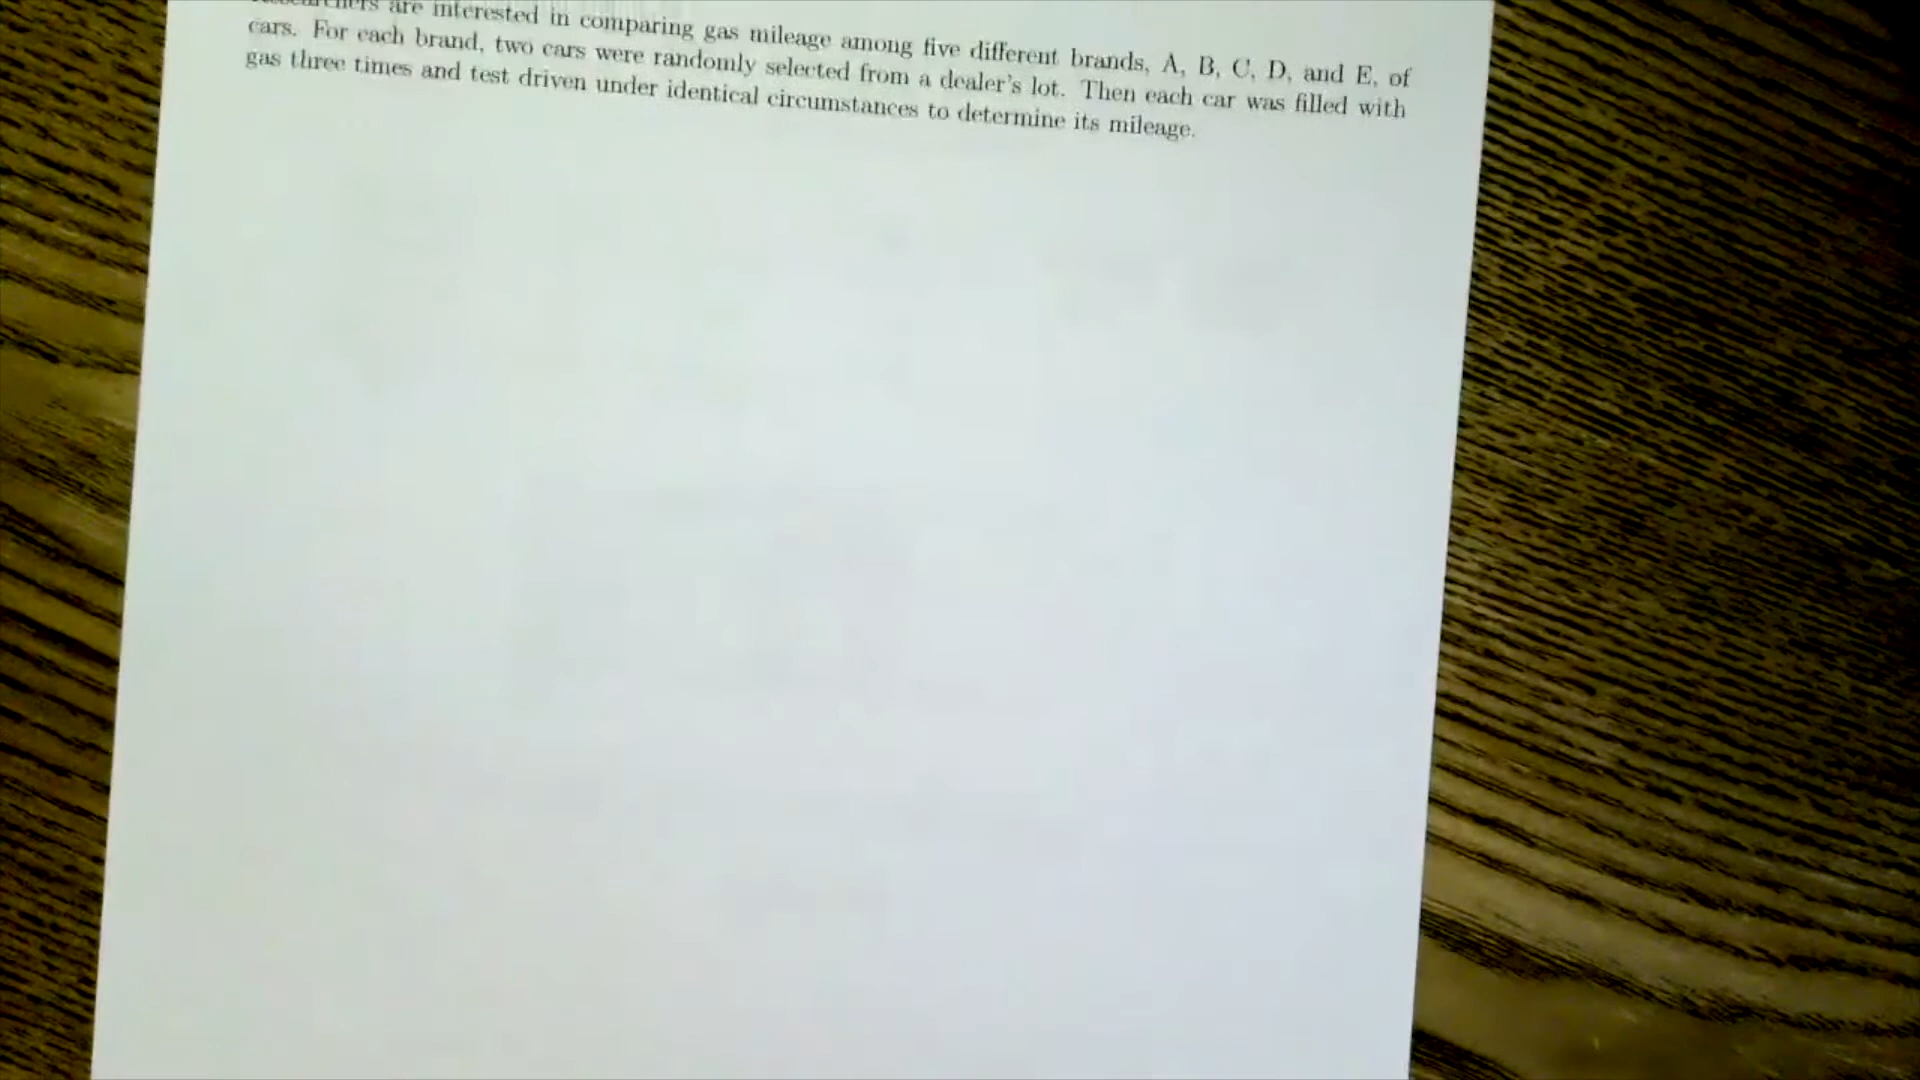 Researchers are interested in comparing gas mileage among five different brands, A, B, C, D, and E, of
cars. For each brand, two cars were randomly selected from a dealer's lot. Then each car was filled with
gas three times and test driven under identical circumstances to determine its mileage.